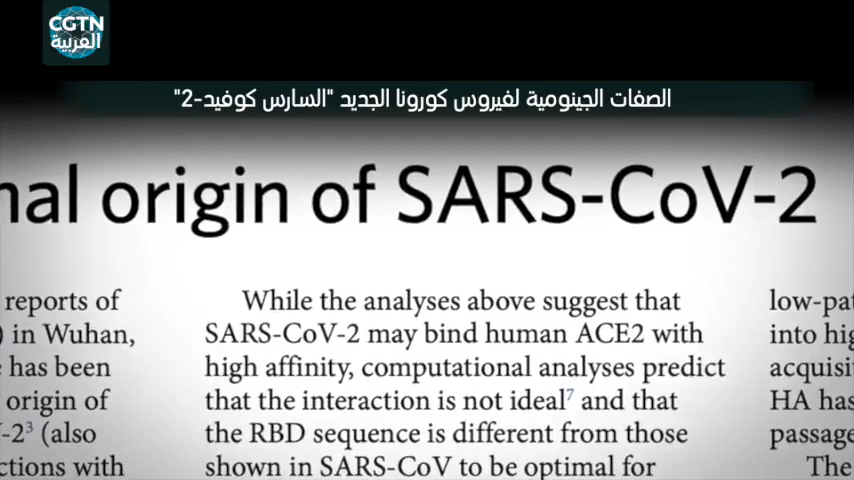 CGTN
العربية
الصفات الجينومية لفيروس كورونا الجديد "السارس كوفيد-2"
nal origin of SARS-CoV-2
reports of
) in Wuhan,
has been
origin of
-2³ (also
ctions with
While the analyses above suggest that
SARS-CoV-2 may bind human ACE2 with
high affinity, computational analyses predict
that the interaction is not ideal⁷ and that
the RBD sequence is different from those
shown in SARS-CoV to be optimal for
low-pat
into hig
acquisi
HA has
passage
The